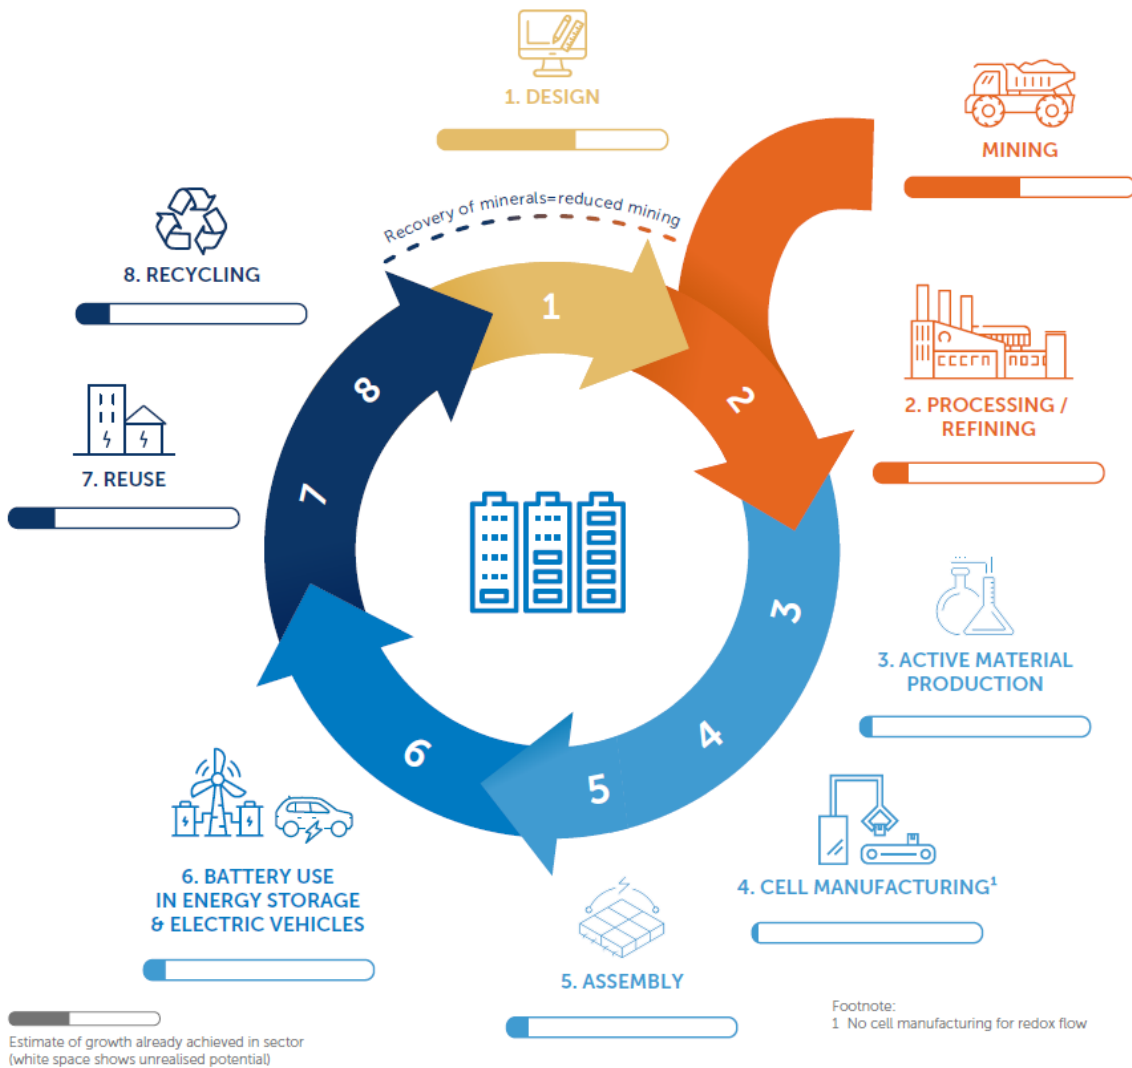 1. DESIGN
MINING
Recovery of minerals=reduced mining
8. RECYCLING
1
2
2. PROCESSING /
REFINING
8
7. REUSE
7
3
3. ACTIVE MATERIAL
PRODUCTION
4
6
5
6. BATTERY USE
IN ENERGY STORAGE
& ELECTRIC VEHICLES
4. CELL MANUFACTURING¹
5. ASSEMBLY
Estimate of growth already achieved in sector
(white space shows unrealised potential)
Footnote:
1 No cell manufacturing for redox flow